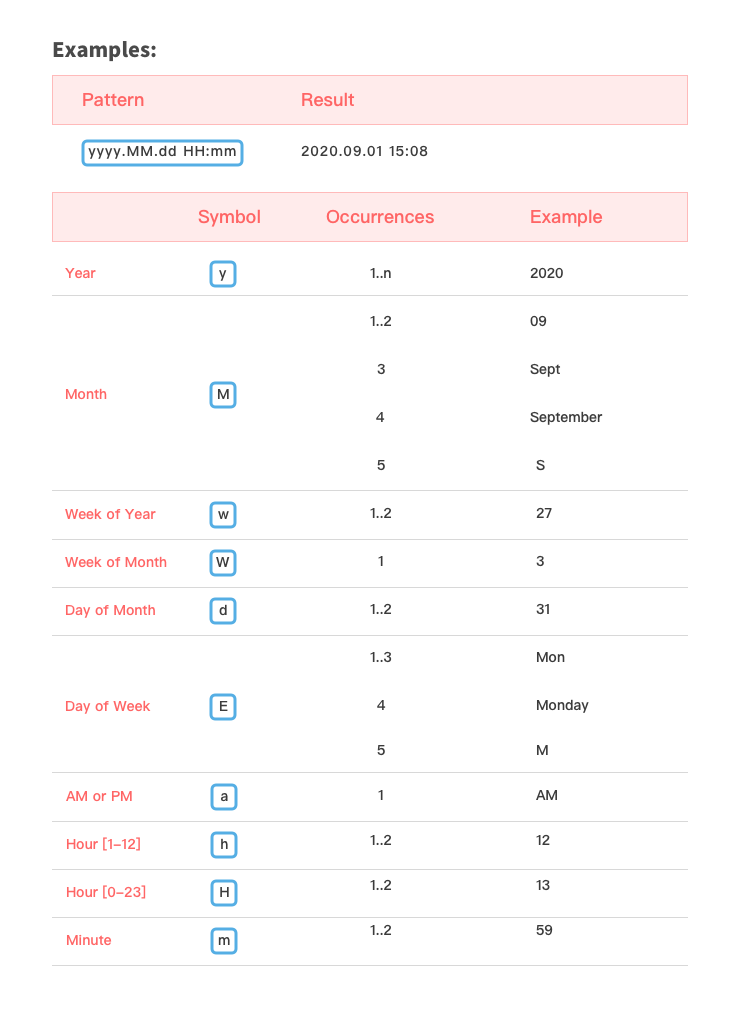 Examples:
Pattern Result
yyyy.MM.dd HH:mm 2020.09.01 15:08
Symbol Occurrences Example
Year y 1..n 2020
1..2 09
3 Sept
Month M
4 September
5 S
Week of Year w 1..2 27
Week of Month W 1 3
Day of Month d 1..2 31
1..3 Mon
Day of Week E 4 Monday
5 M
AM or PM a 1 AM
Hour [1-12] h 1..2 12
Hour [0-23] H 1..2 13
Minute m 1..2 59